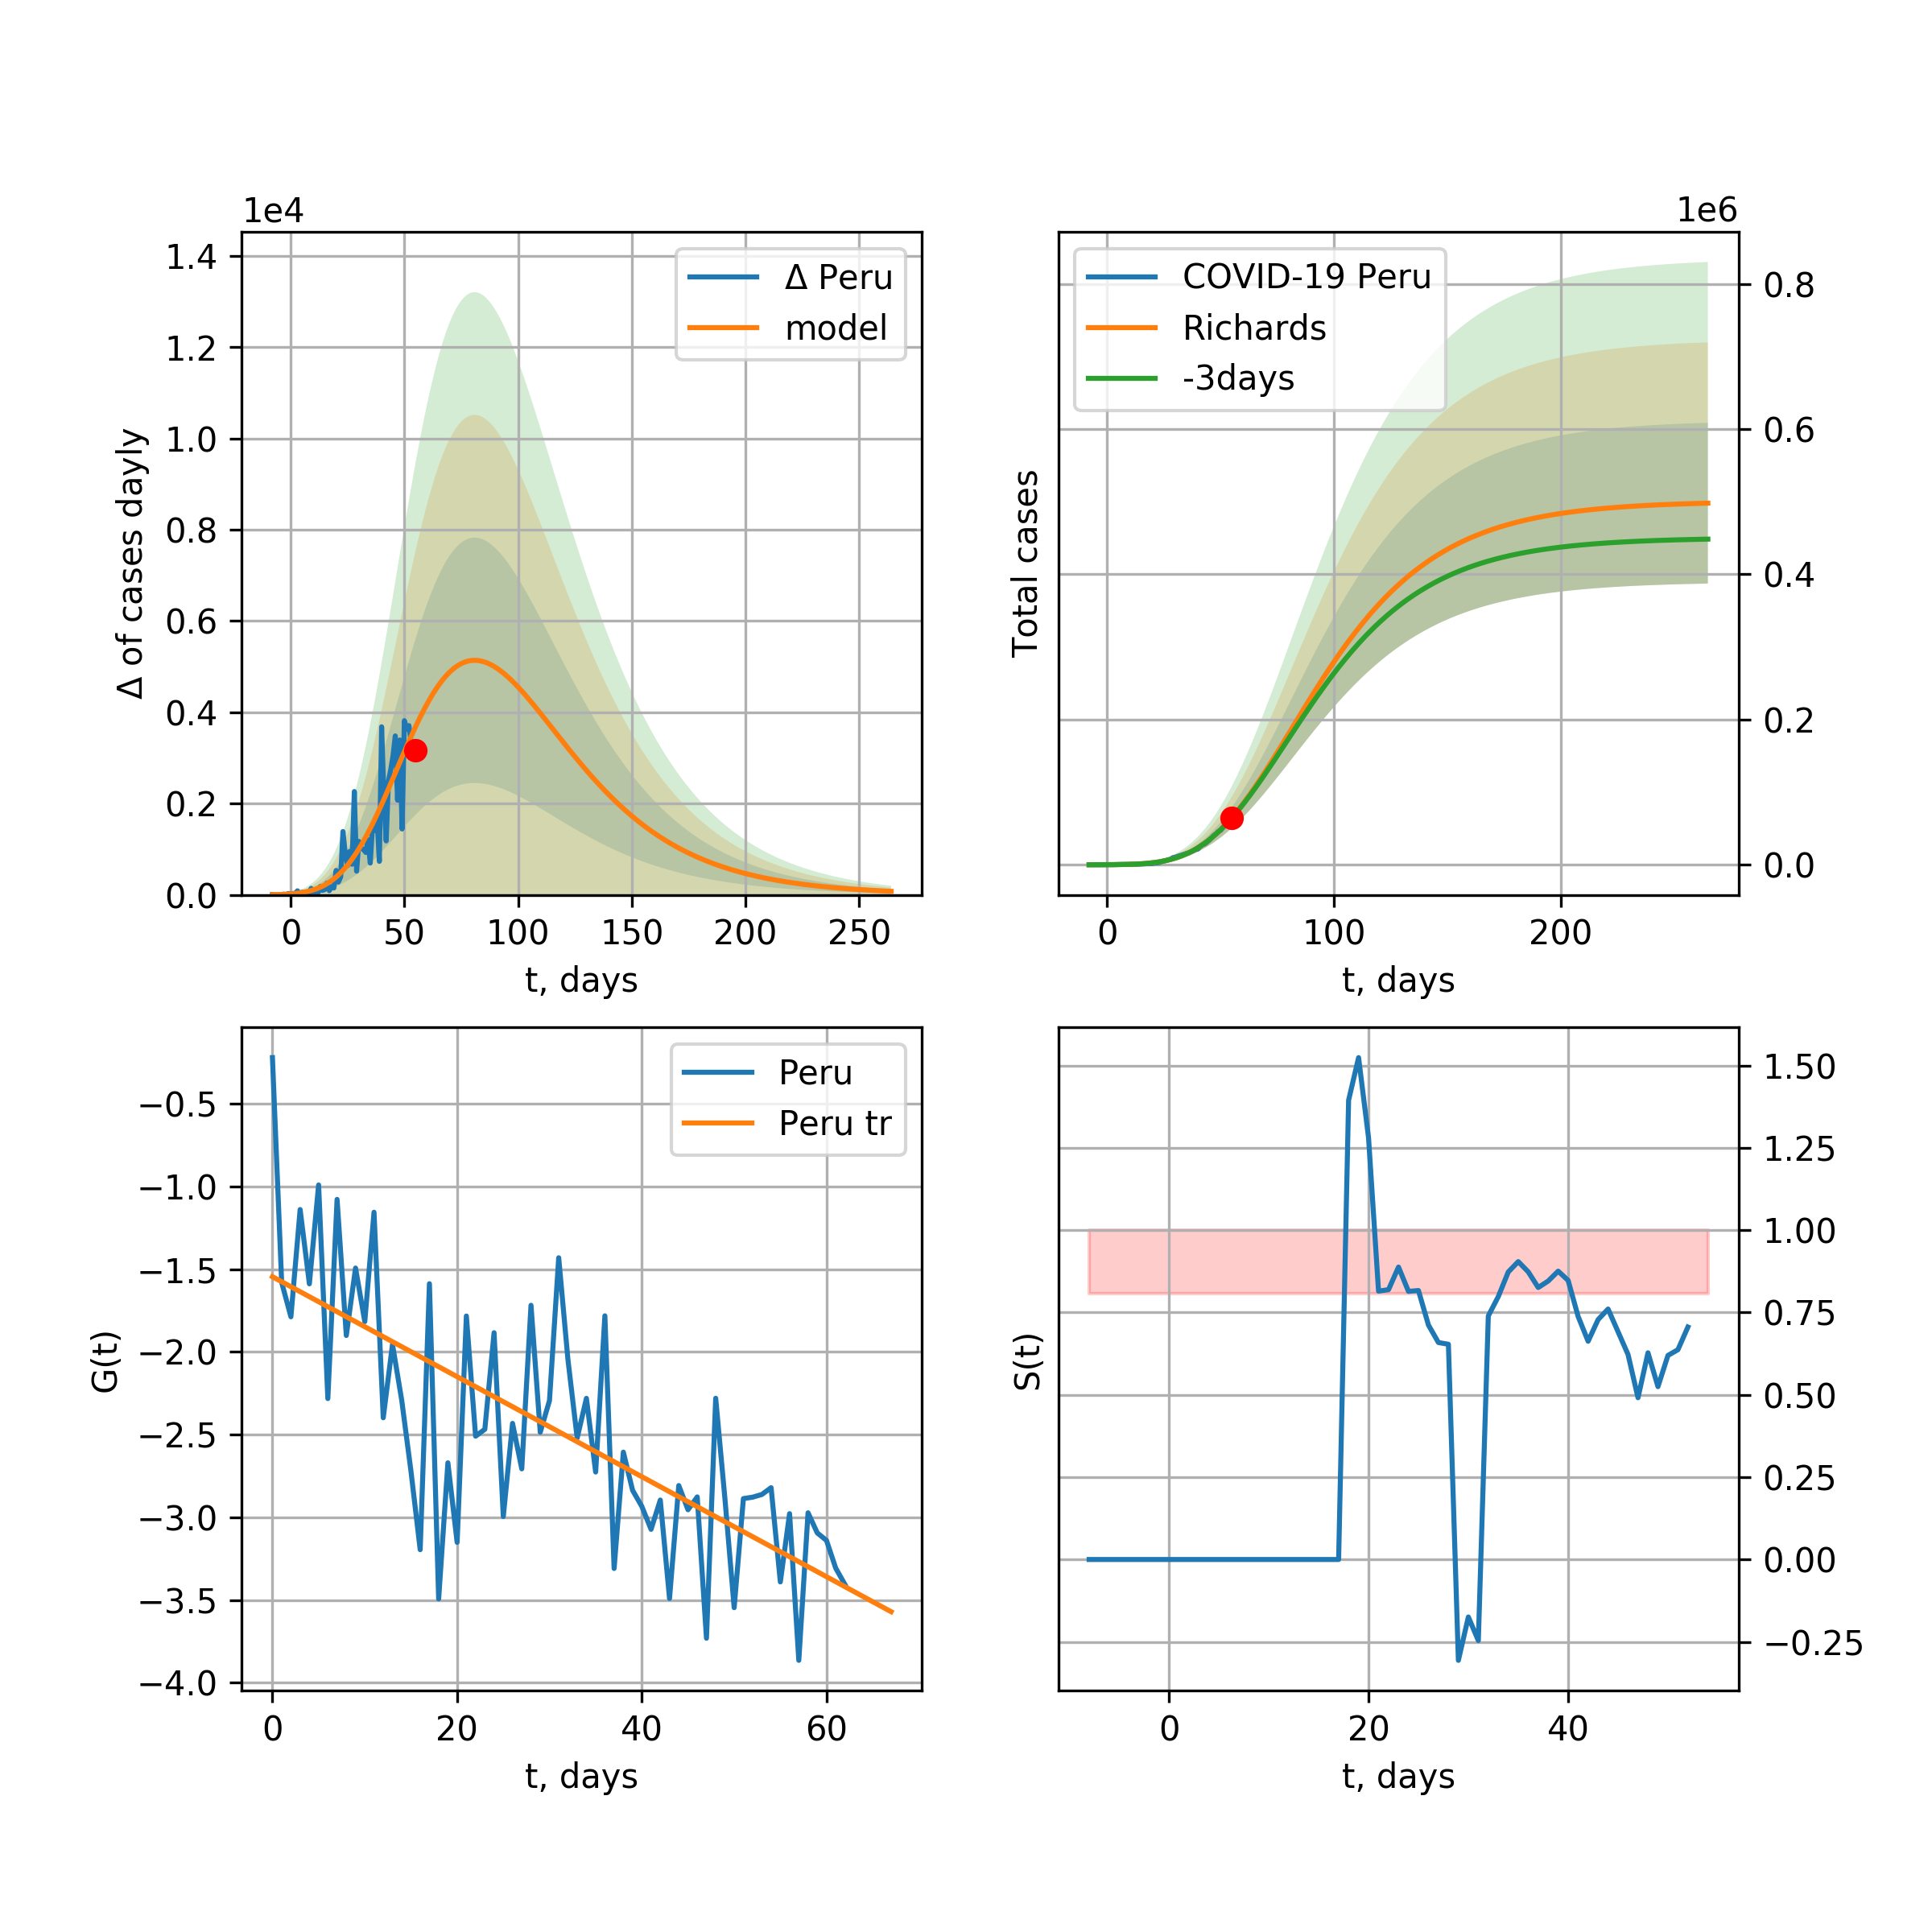 1e4
1.4
1.2
1.0
0.8
0.6
0.4
0.2
0.0
Δ of cases dayly
Δ Peru
model
0 50 100 150 200 250
t, days
1e6
COVID-19 Peru
Richards
-3days
Total cases
0.8
0.6
0.4
0.2
0.0
0 100 200
t, days
−0.5
−1.0
−1.5
−2.0
−2.5
−3.0
−3.5
−4.0
G(t)
Peru
Peru tr
0 20 40 60
t, days
S(t)
1.50
1.25
1.00
0.75
0.50
0.25
0.00
−0.25
0 20 40
t, days